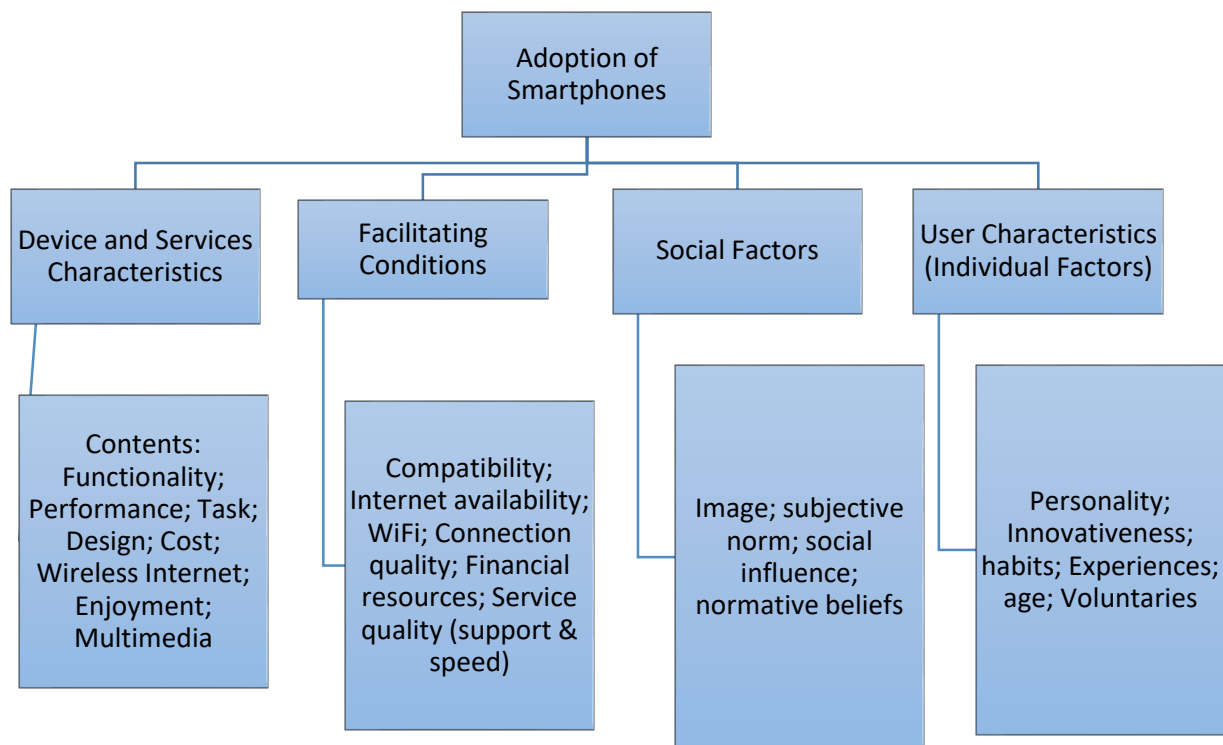 Adoption of
Smartphones
Device and Services
Characteristics
Facilitating
Conditions
Social Factors
User Characteristics
(Individual Factors)
Contents:
Functionality;
Performance; Task;
Design; Cost;
Wireless Internet;
Enjoyment;
Multimedia
Compatibility;
Internet availability;
WiFi; Connection
quality; Financial
resources; Service
quality (support &
speed)
Image; subjective
norm; social
influence;
normative beliefs
Personality;
Innovativeness;
habits; Experiences;
age; Voluntaries